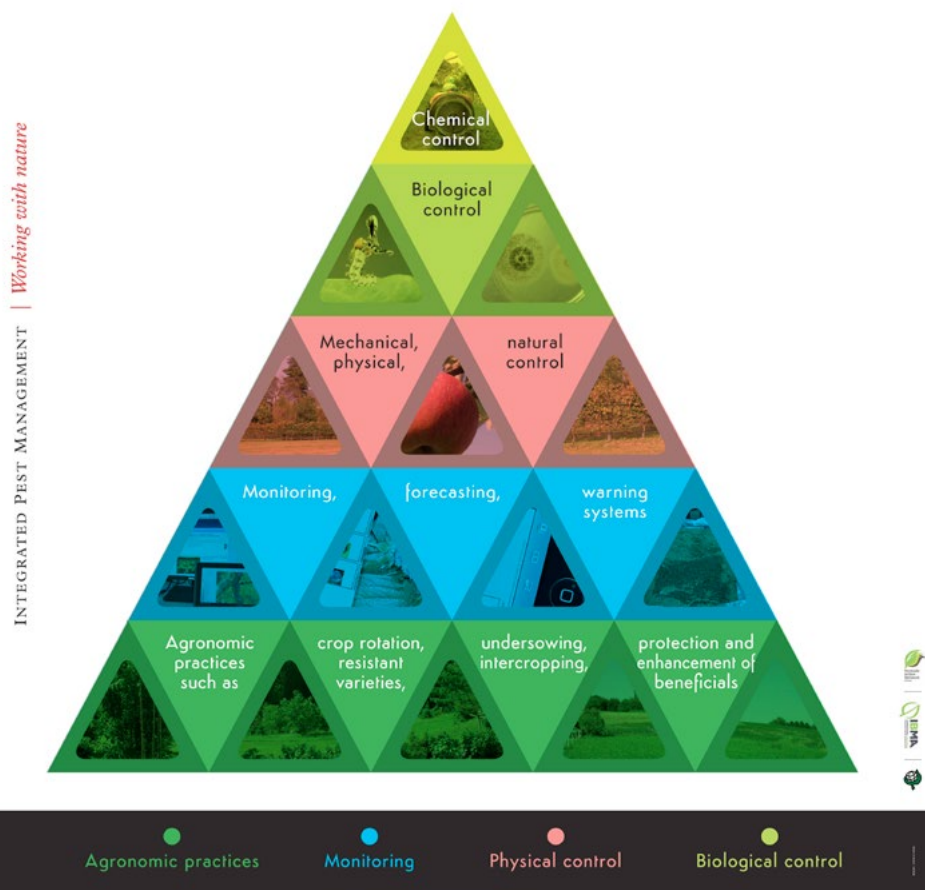 INTEGRATED PEST MANAGEMENT | Working with nature
Chemical
control
Biological
control
Mechanical,
physical,
natural
control
Monitoring,
forecasting,
warning
systems
Agronomic
practices
such as
crop rotation,
resistant
varieties,
undersowing,
intercropping,
protection and
enhancement of
beneficials
IBMA
Agronomic practices
Monitoring
Physical control
Biological control